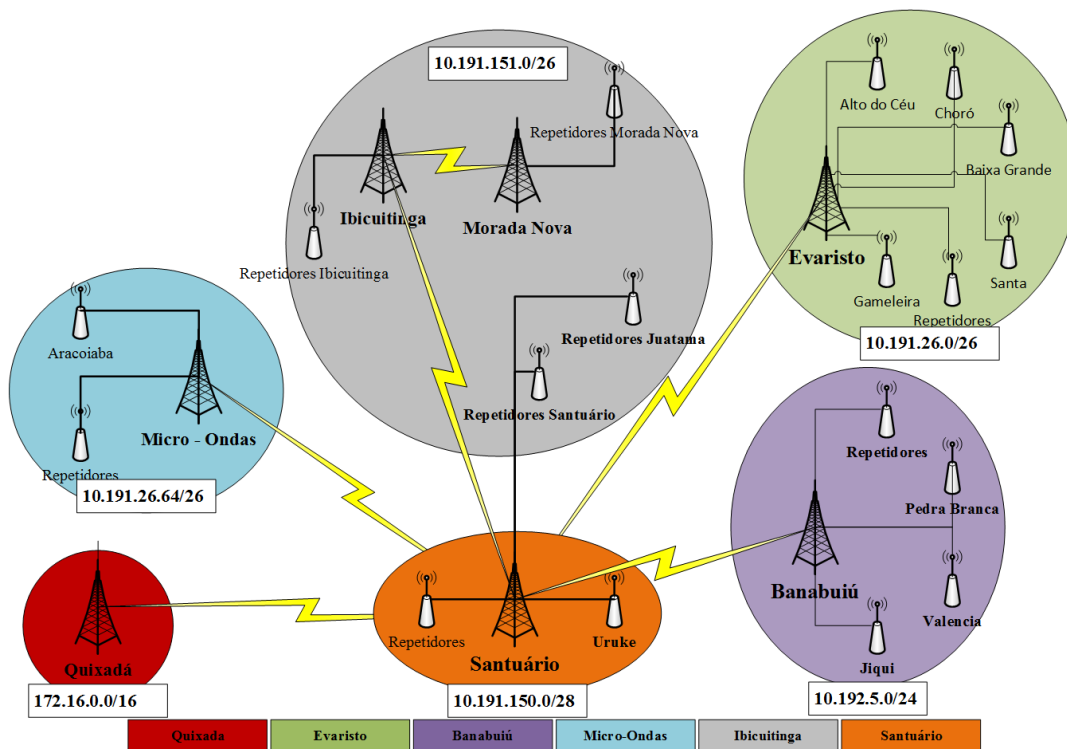 10.191.151.0/26
Repetidores Morada Nova
Ibicuitinga
Morada Nova
Repetidores Ibicuitinga
Repetidores Juatama
Repetidores Santuário
Alto do Céu
Choró
Baixa Grande
Evaristo
Gameleira
Santa
Repetidores
10.191.26.0/26
Aracoiaba
Micro - Ondas
Repetidores
10.191.26.64/26
Repetidores
Pedra Branca
Banabuiú
Valencia
Jiqui
10.192.5.0/24
Quixadá
172.16.0.0/16
Repetidores
Uruke
Santuário
10.191.150.0/28
Quixada
Evaristo
Banabuiú
Micro-Ondas
Ibicuitinga
Santuário